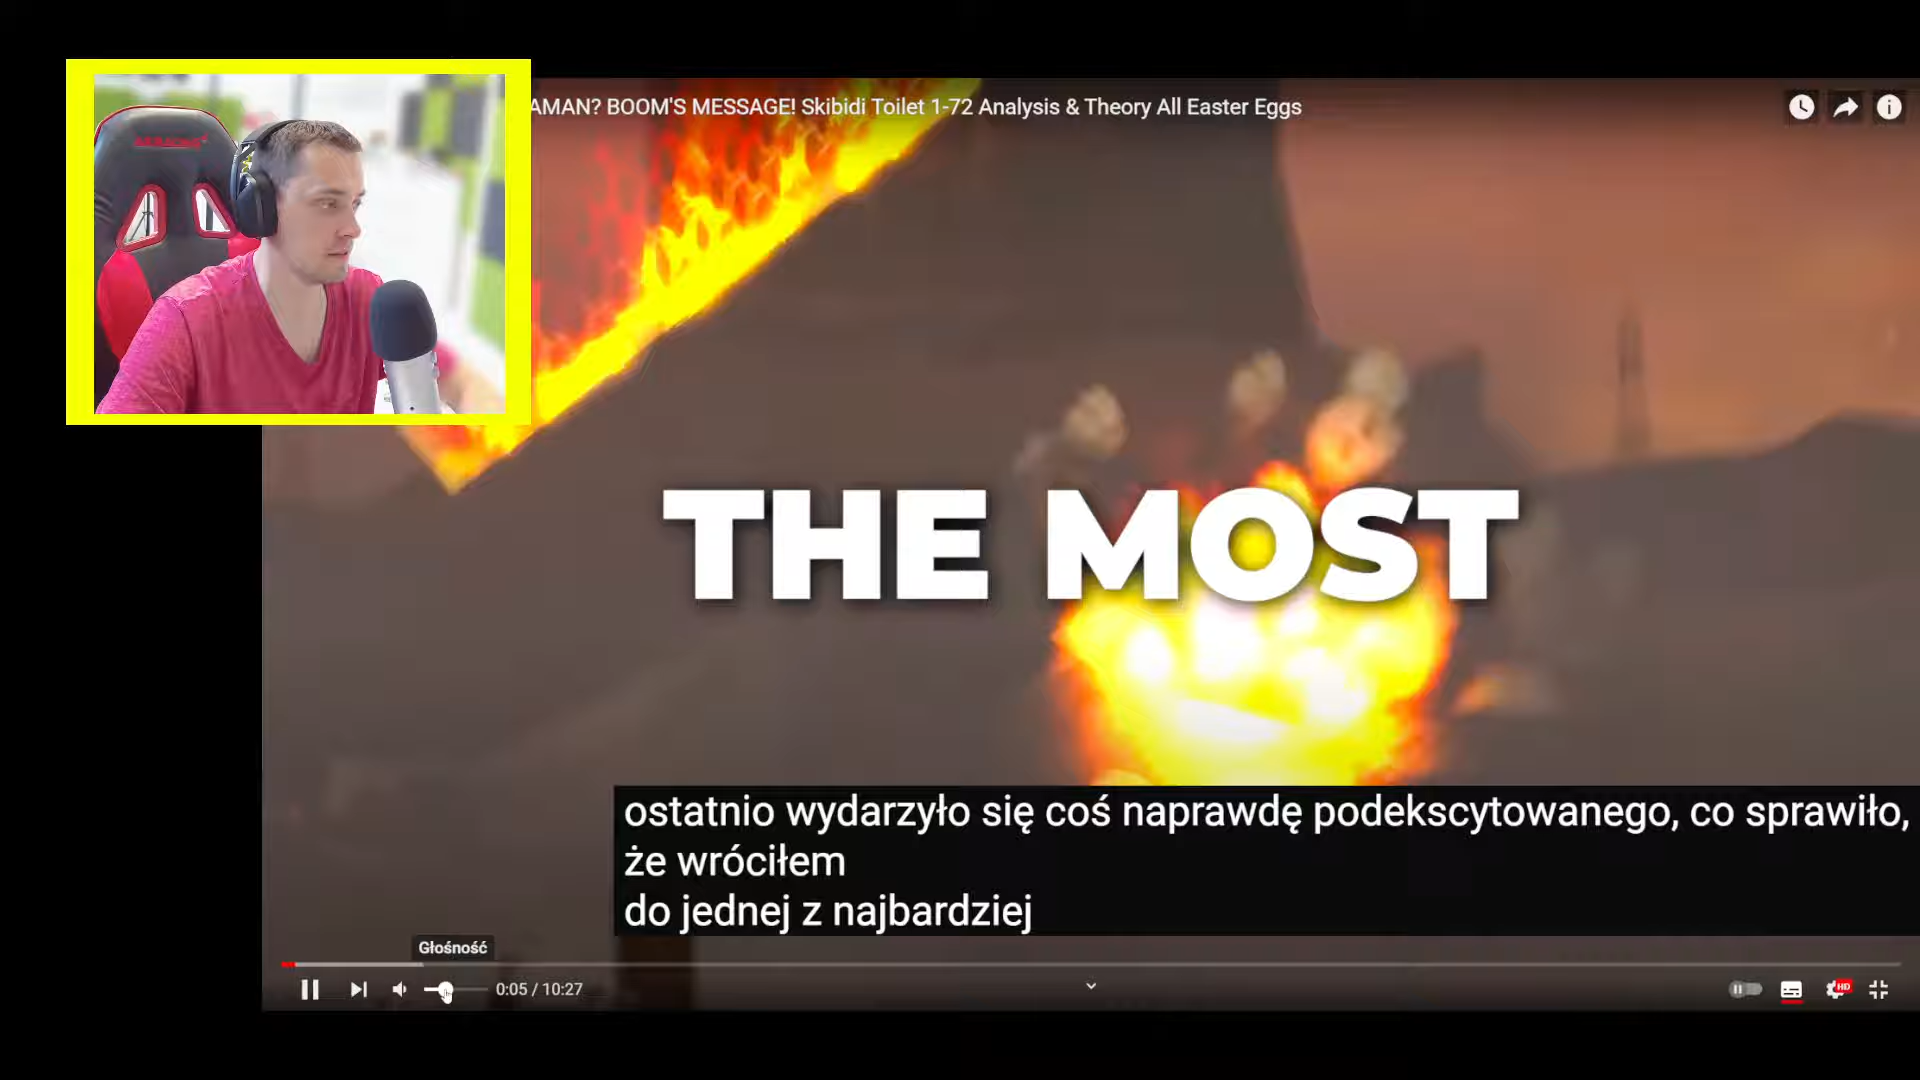 AMAN? BOOM'S MESSAGE! Skibidi Toilet 1-72 Analysis & Theory All Easter Eggs
THE MOST
ostatnio wydarzyło się coś naprawdę podekscytowanego, co sprawiło,
że wróciłem
do jednej z najbardziej
Głośność
0:05 / 10:27
HD